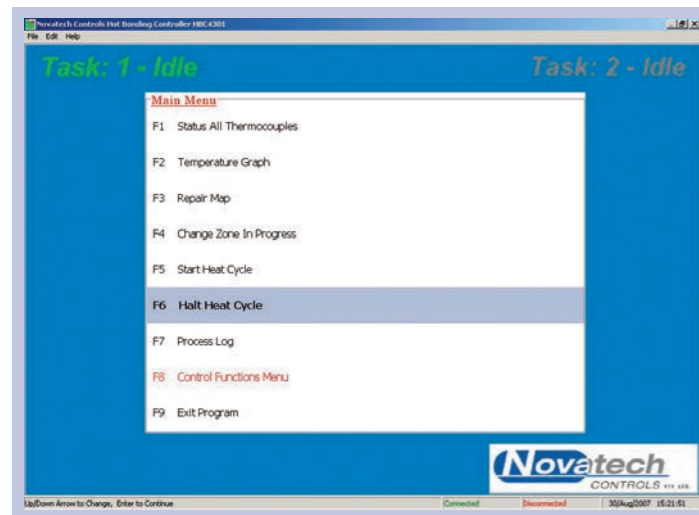 Novatech Controls Hot Bonding Controller HBC4301
File Edit Help
Task: 1 - Idle
Task: 2 - Idle
Main Menu
F1 Status All Thermocouples
F2 Temperature Graph
F3 Repair Map
F4 Change Zone In Progress
F5 Start Heat Cycle
F6 Halt Heat Cycle
F7 Process Log
F8 Control Functions Menu
F9 Exit Program
Novatech
CONTROLS PTY. LTD.
Up/Down Arrow to Change, Enter to Continue
Connected
Disconnected
30/Aug/2007 15:21:51